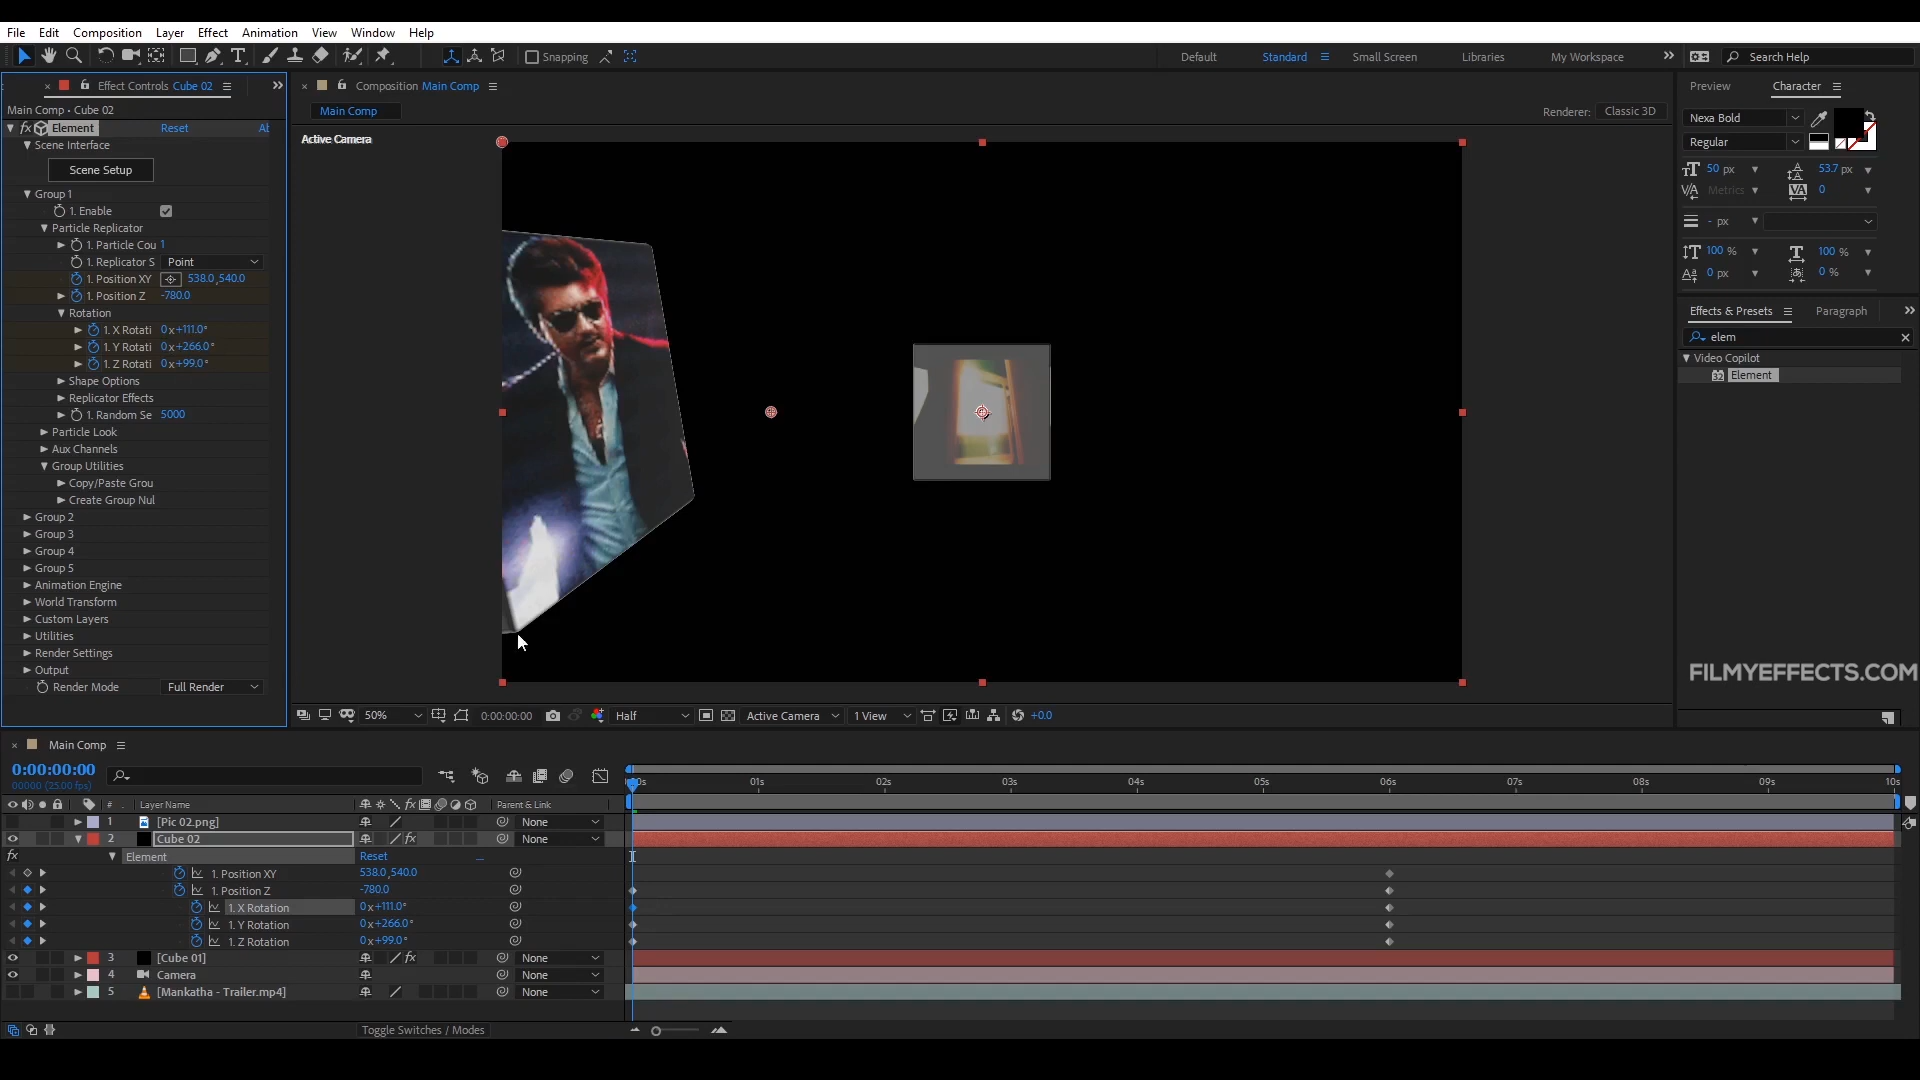 File Edit Composition Layer Effect Animation View Window Help
Snapping
Default Standard Small Screen Libraries My Workspace Search Help
Effect Controls Cube 02
Main Comp • Cube 02
fx Element Reset Ab
Scene Interface
Scene Setup
Group 1
1. Enable
Particle Replicator
1. Particle Cou 1
1. Replicator S Point
1. Position XY 538.0,540.0
1. Position Z -780.0
Rotation
1. X Rotati 0x+111.0°
1. Y Rotati 0x+266.0°
1. Z Rotati 0x+99.0°
Shape Options
Replicator Effects
1. Random Se 5000
Particle Look
Aux Channels
Group Utilities
Copy/Paste Grou
Create Group Nul
Group 2
Group 3
Group 4
Group 5
Animation Engine
World Transform
Custom Layers
Utilities
Render Settings
Output
Render Mode Full Render
Composition Main Comp
Main Comp
Renderer: Classic 3D
Active Camera
50% 0:00:00:00 Half Active Camera 1 View +0.0
Preview Character
Nexa Bold
Regular
50 px 53.7 px
Metrics 0
- px
100 % 100 %
0 px 0 %
Effects & Presets Paragraph
elem
Video Copilot
32 Element
FILMYEFFECTS.COM
Main Comp
0:00:00:00
00000 (25.00 fps)
# Layer Name fx Parent & Link
01s 02s 03s 04s 05s 06s 07s 08s 09s 10s
1 [Pic 02.png] None
2 Cube 02 fx None
fx Element Reset
1. Position XY 538.0,540.0
1. Position Z -780.0
1. X Rotation 0x+111.0°
1. Y Rotation 0x+266.0°
1. Z Rotation 0x+99.0°
3 [Cube 01] fx None
4 Camera None
5 [Mankatha - Trailer.mp4] None
Toggle Switches / Modes